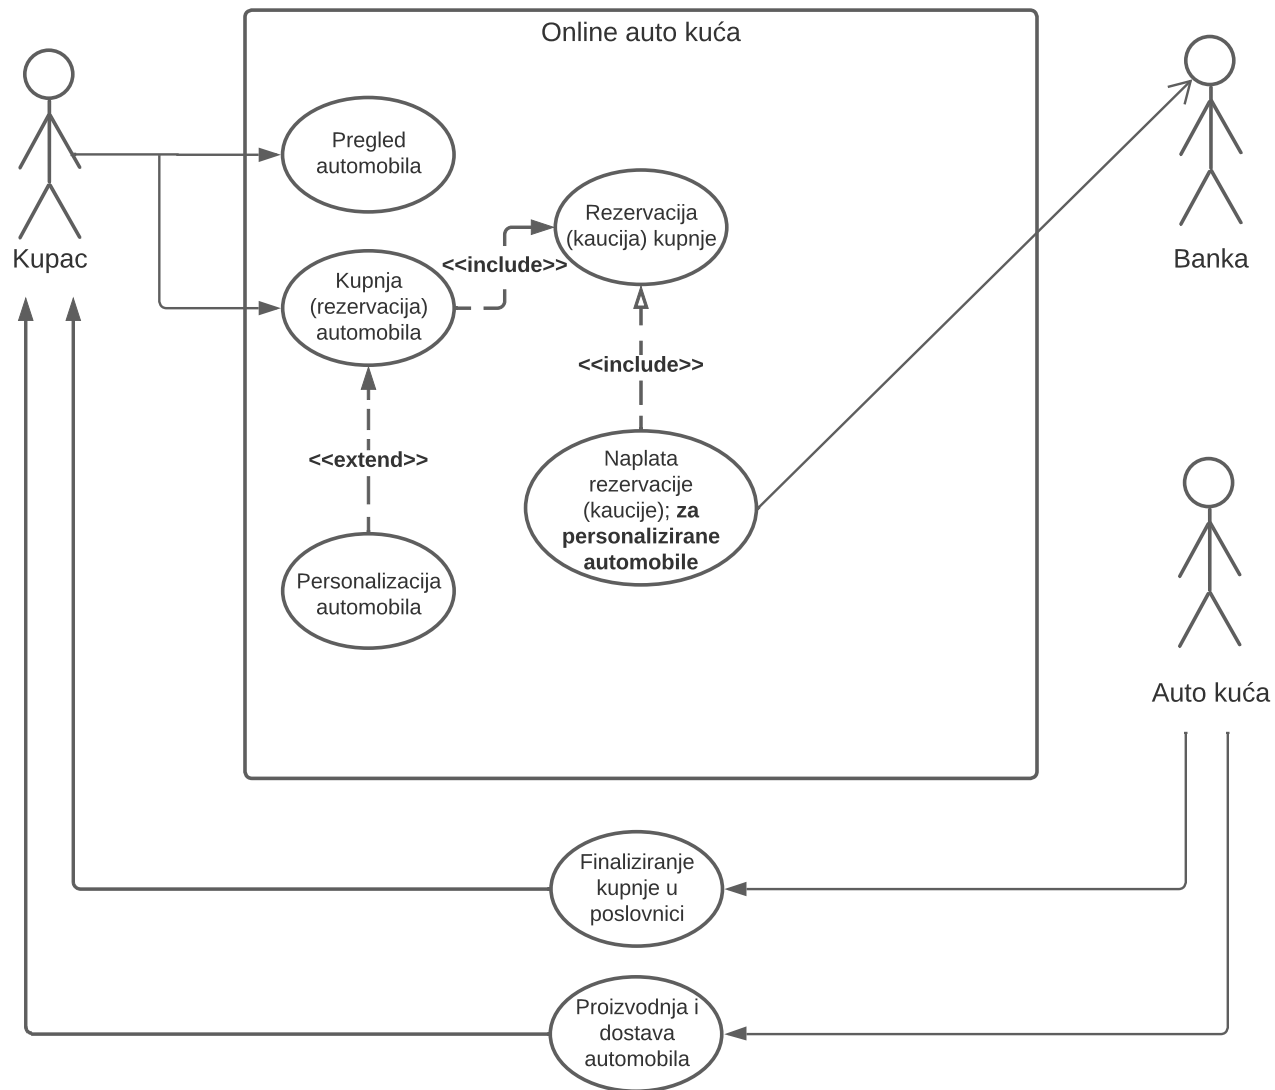 Online auto kuća
Pregled
automobila
Rezervacija
(kaucija) kupnje
Kupac
Banka
<<include>>
Kupnja
(rezervacija)
automobila
<<include>>
<<extend>>
Naplata
rezervacije
(kaucije); za
personalizirane
automobile
Personalizacija
automobila
Auto kuća
Finaliziranje
kupnje u
poslovnici
Proizvodnja i
dostava
automobila